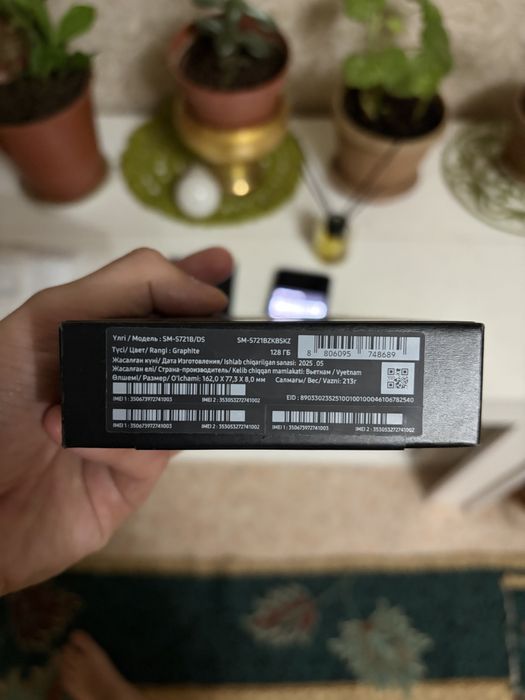 Үлгі / Модель : SM-S721B/DS SM-S721BZKBSKZ
Түсі / Цвет / Rangi : Graphite 128 ГБ
8 806095 748689
Жасалған күні / Дата Изготовления / Ishlab chiqarilgan sanasi : 2025 . 05
Жасалған елі / Страна-производитель / Kelib chiqqan mamlakati: Вьетнам / Vyetnam
Өлшемі / Размер / O'lchami: 162,0 X 77,3 X 8,0 мм Салмағы / Вес / Vazni: 213г
EID : 89033023525100100100046106782540
IMEI 1 : 350673972741003 IMEI 2 : 353053272741002
IMEI 1 : 350673972741003 IMEI 2 : 353053272741002
IMEI 1 : 350673972741003 IMEI 2 : 353053272741002